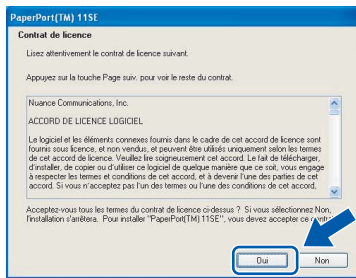 PaperPort(TM) 11SE
Contrat de licence
Lisez attentivement le contrat de licence suivant.
Appuyez sur la touche Page suiv. pour voir le reste du contrat.
Nuance Communications, Inc.
ACCORD DE LICENCE LOGICIEL
Le logiciel et les éléments connexes fournis dans le cadre de cet accord de licence sont
fournis sous licence, et non vendus, et peuvent être utilisés uniquement selon les termes
de cet accord de licence. Veuillez lire soigneusement cet accord. Le fait de télécharger,
d'installer, de copier ou d'utiliser ce logiciel de quelque manière que ce soit, vous engage
à respecter les termes et conditions de cet accord, et à devenir l'une des parties de cet
accord. Si vous n'acceptez pas l'un des termes ou l'une des conditions de cet accord,
Acceptez-vous tous les termes du contrat de licence ci-dessus ? Si vous sélectionnez Non,
l'installation s'arrêtera. Pour installer "PaperPort(TM) 11SE", vous devez accepter ce
Oui
Non